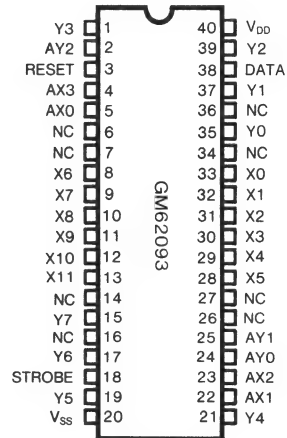 Y3 1 40 VDD
AY2 2 39 Y2
RESET 3 38 DATA
AX3 4 37 Y1
AX0 5 36 NC
NC 6 35 Y0
NC 7 34 NC
X6 8 33 X0
X7 9 32 X1
X8 10 31 X2
X9 11 30 X3
X10 12 29 X4
X11 13 28 X5
NC 14 27 NC
Y7 15 26 NC
NC 16 25 AY1
Y6 17 24 AY0
STROBE 18 23 AX2
Y5 19 22 AX1
VSS 20 21 Y4
GM62093